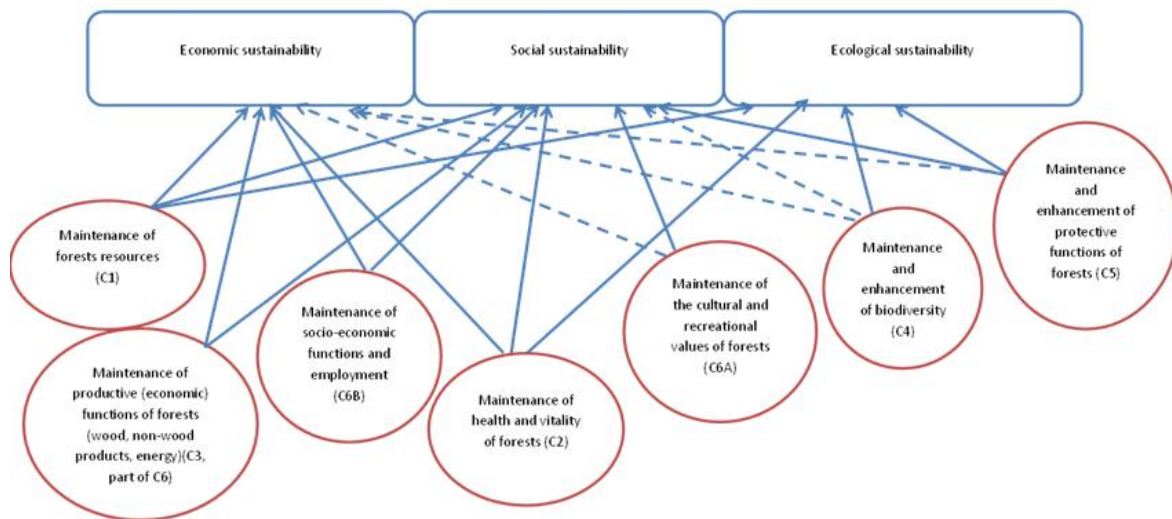 Economic sustainability
Social sustainability
Ecological sustainability
Maintenance of
forests resources
(C1)
Maintenance of
productive (economic)
functions of forests
(wood, non-wood
products, energy)(C3,
part of C6)
Maintenance of
socio-economic
functions and
employment
(C6B)
Maintenance of
health and vitality
of forests (C2)
Maintenance of
the cultural and
recreational
values of forests
(C6A)
Maintenance
and
enhancement
of biodiversity
(C4)
Maintenance
and
enhancement of
protective
functions of
forests (C5)